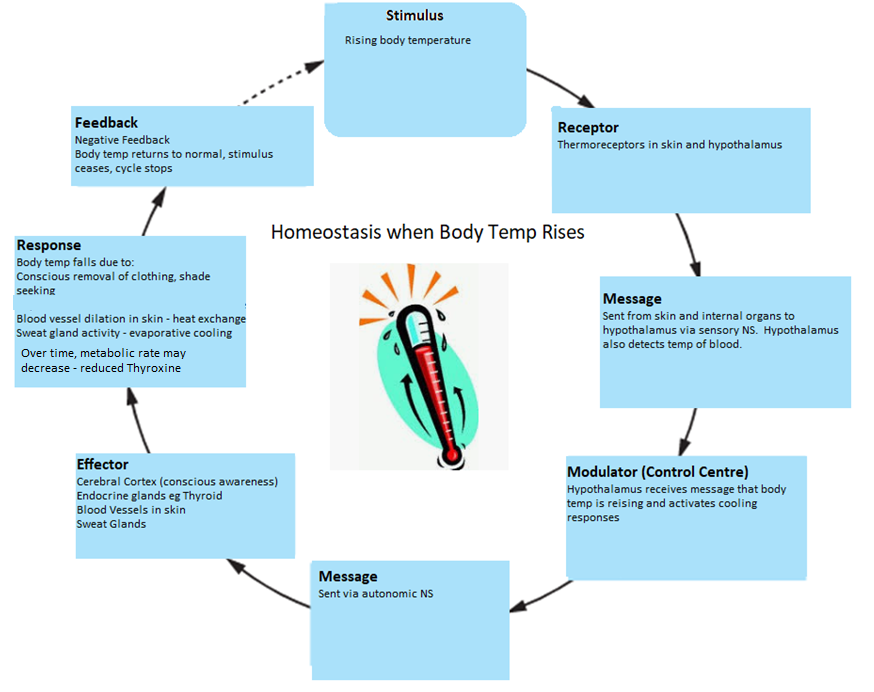 Stimulus
Rising body temperature
Receptor
Thermoreceptors in skin and hypothalamus
Message
Sent from skin and internal organs to
hypothalamus via sensory NS.  Hypothalamus
also detects temp of blood.
Modulator (Control Centre)
Hypothalamus receives message that body
temp is reising and activates cooling
responses
Message
Sent via autonomic NS
Effector
Cerebral Cortex (conscious awareness)
Endocrine glands eg Thyroid
Blood Vessels in skin
Sweat Glands
Response
Body temp falls due to:
Conscious removal of clothing, shade
seeking
Blood vessel dilation in skin - heat exchange
Sweat gland activity - evaporative cooling
Over time, metabolic rate may
decrease - reduced Thyroxine
Feedback
Negative Feedback
Body temp returns to normal, stimulus
ceases, cycle stops
Homeostasis when Body Temp Rises